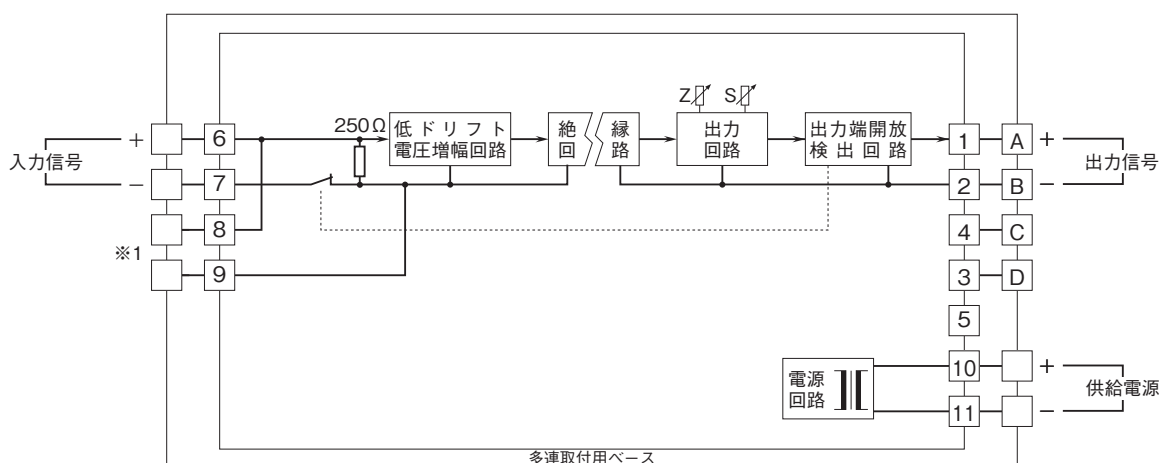 Z
S
250Ω
低ドリフト
電圧増幅回路
絶
回
縁
路
出力
回路
出力端開放
検出回路
+
6
1
A
+
入力信号
出力信号
−
7
2
B
−
8
4
C
※1
9
3
D
5
電源
回路
10
+
供給電源
11
−
多連取付用ベース